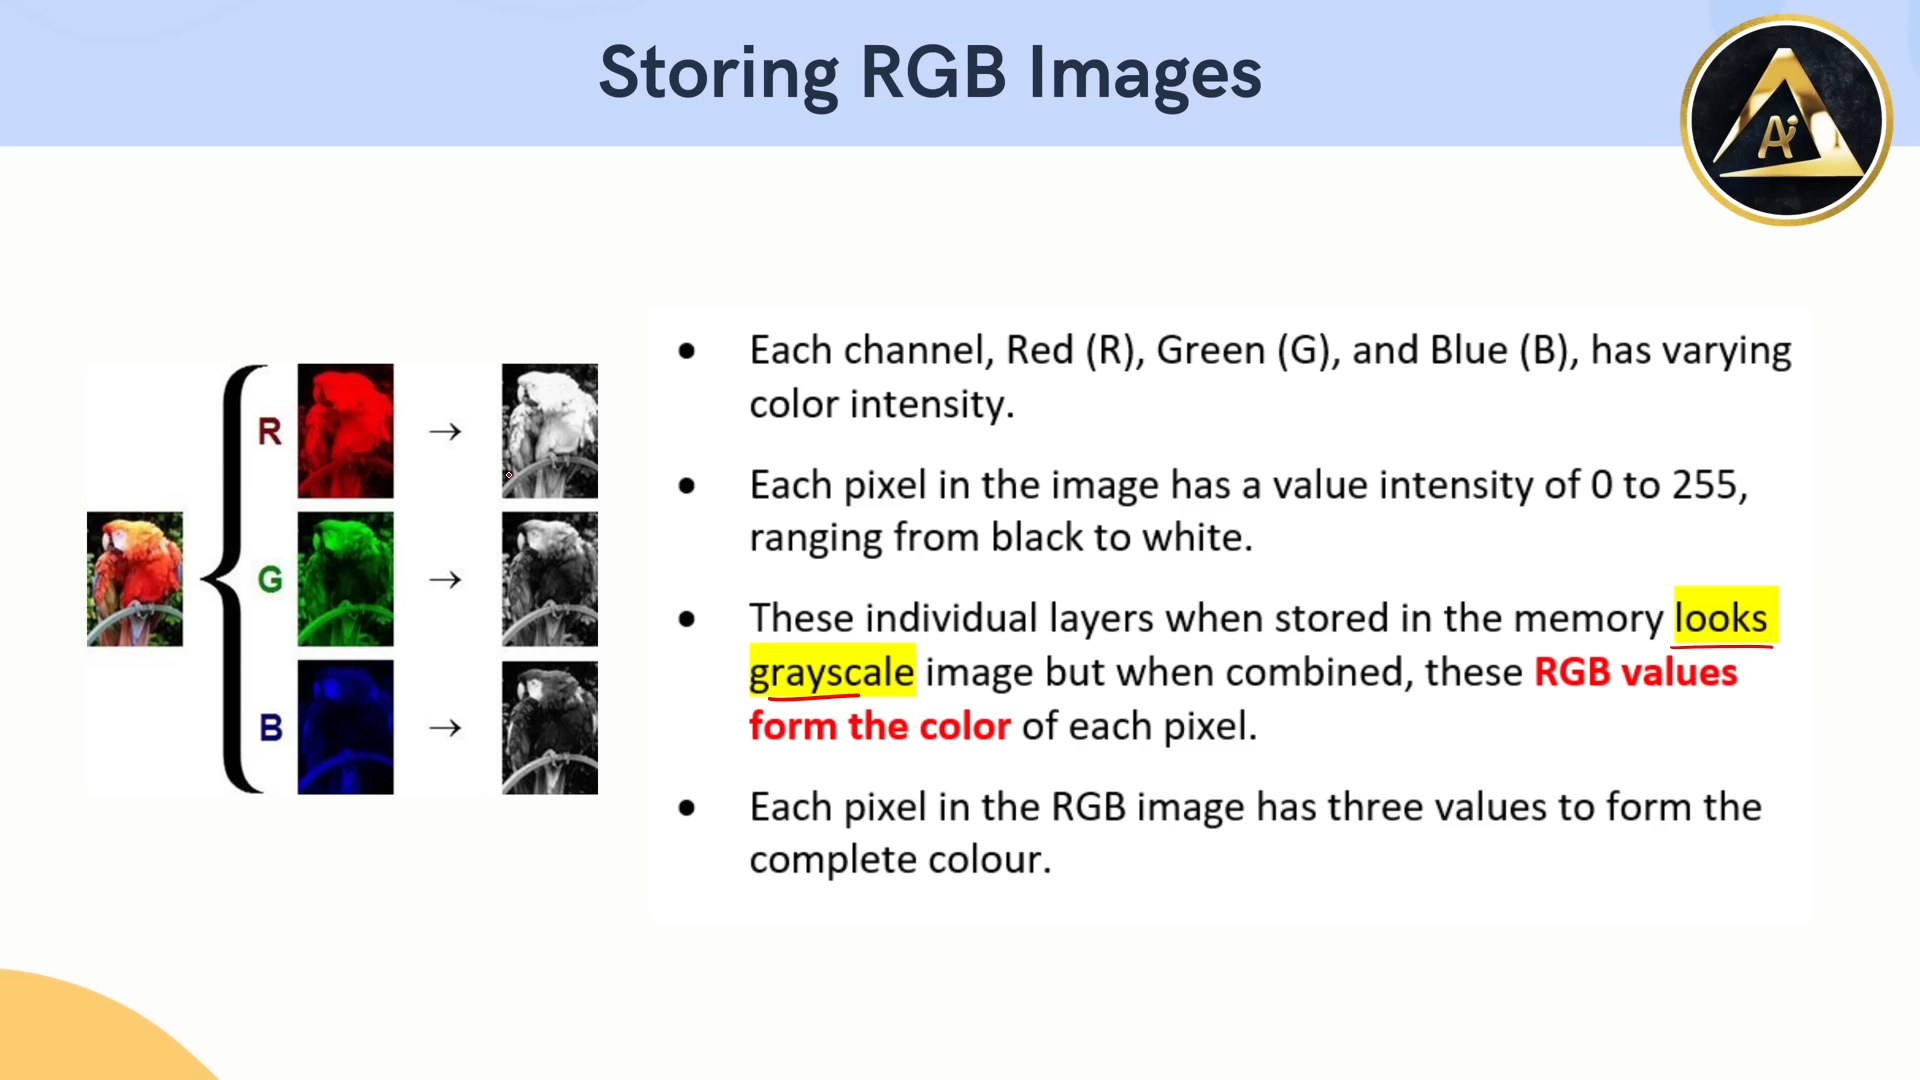 Storing RGB Images
Ai
R
G
B
• Each channel, Red (R), Green (G), and Blue (B), has varying
color intensity.
• Each pixel in the image has a value intensity of 0 to 255,
ranging from black to white.
• These individual layers when stored in the memory looks
grayscale image but when combined, these RGB values
form the color of each pixel.
• Each pixel in the RGB image has three values to form the
complete colour.